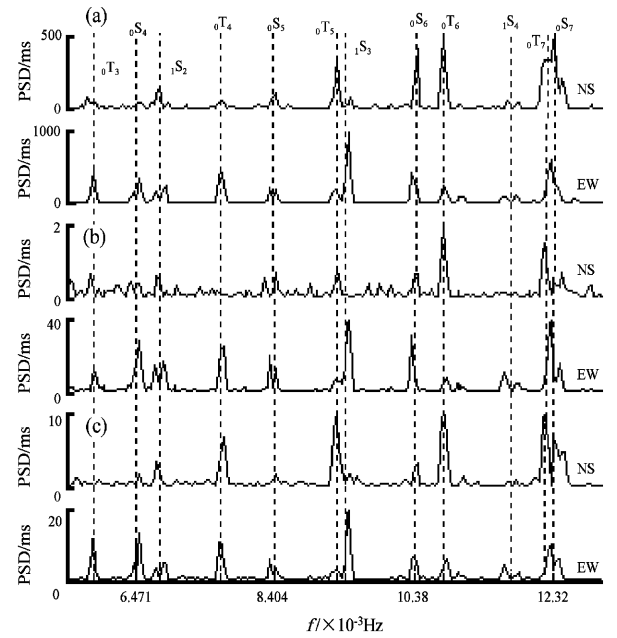 (a)
₀T₃ ₀S₄ ₁S₂ ₀T₄ ₀S₅ ₀T₅ ₁S₃ ₀S₆ ₀T₆ ₁S₄ ₀T₇ ₀S₇
500
PSD/ms
NS
0
1000
PSD/ms
EW
0
2
(b)
PSD/ms
NS
0
40
PSD/ms
EW
0
10
(c)
PSD/ms
NS
0
20
PSD/ms
EW
0
6.471 8.404 10.38 12.32
f/×10⁻³Hz